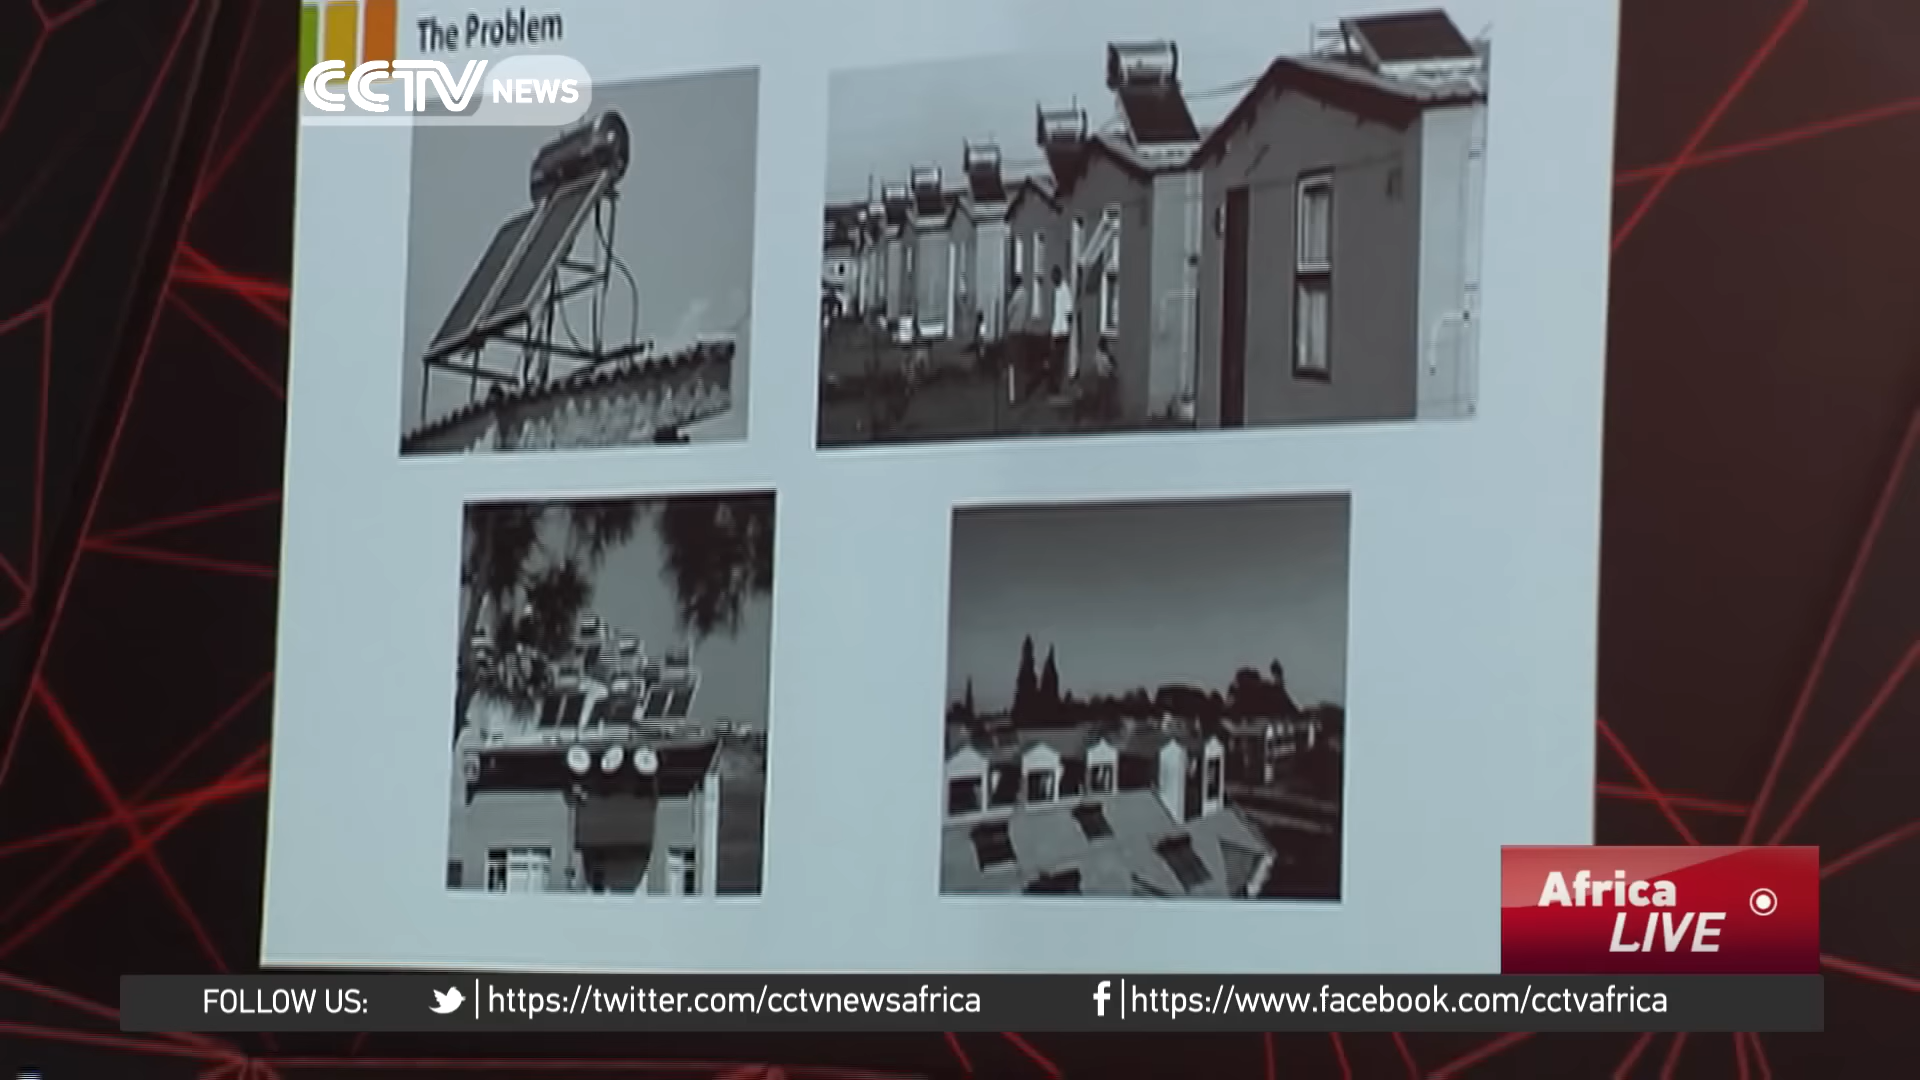 The Problem
CCTV NEWS
Africa
LIVE
FOLLOW US: https://twitter.com/cctvnewsafrica https://www.facebook.com/cctvafrica